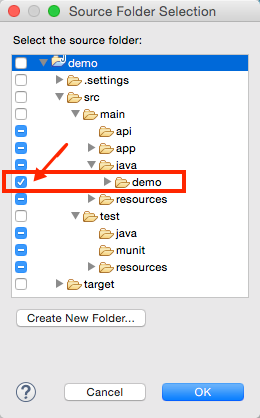 Source Folder Selection
Select the source folder:
demo
.settings
src
main
api
app
java
demo
resources
test
java
munit
resources
target
Create New Folder...
?
Cancel
OK